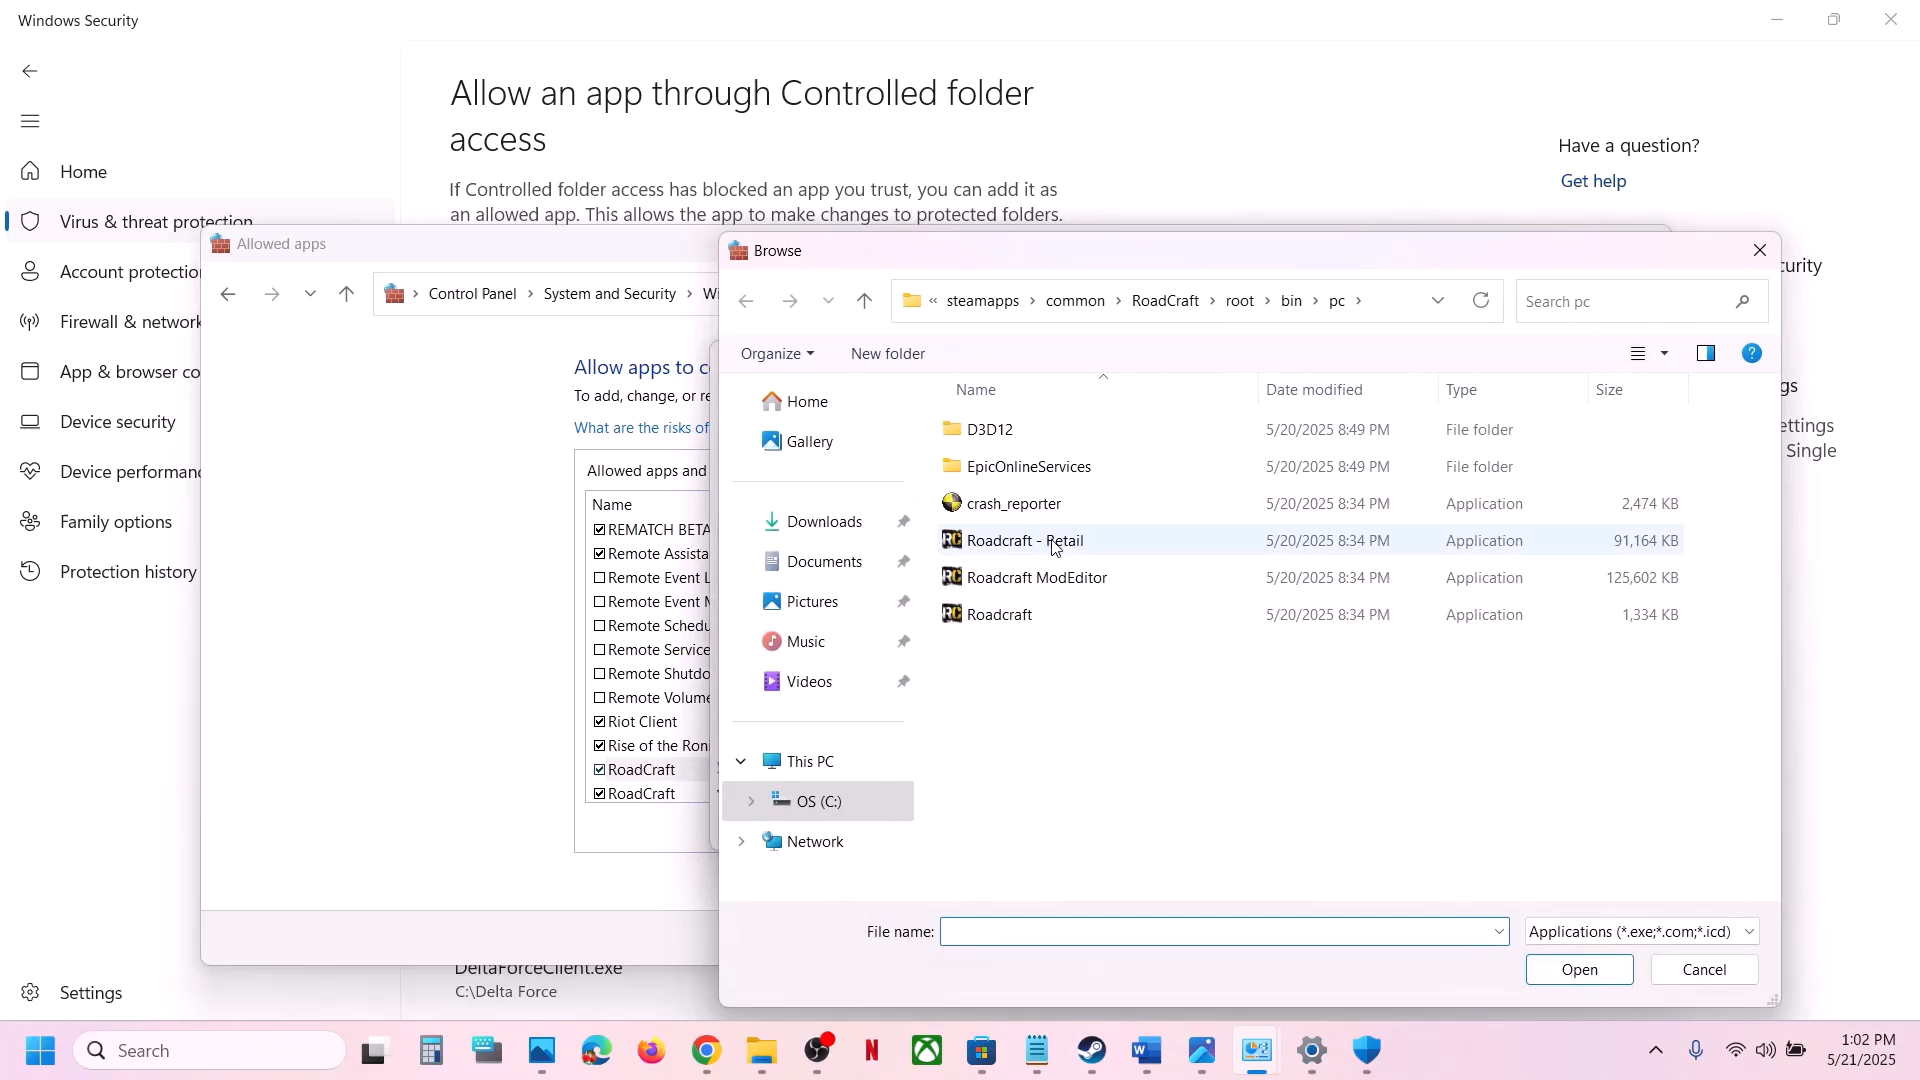 Windows Security
Allow an app through Controlled folder
access
If Controlled folder access has blocked an app you trust, you can add it as
an allowed app. This allows the app to make changes to protected folders.
Have a question?
Get help
curity
gs
ettings
Single
Home
Virus & threat protection
Account protectio
Firewall & network
App & browser co
Device security
Device performanc
Family options
Protection history
Settings
Allowed apps
Control Panel > System and Security > Wi
Allow apps to c
To add, change, or re
What are the risks of
Allowed apps and
Name
REMATCH BETA
Remote Assista
Remote Event L
Remote Event M
Remote Schedu
Remote Service
Remote Shutdo
Remote Volume
Riot Client
Rise of the Roni
RoadCraft
RoadCraft
DeltaForceClient.exe
C:\Delta Force
Browse
« steamapps > common > RoadCraft > root > bin > pc >
Search pc
Organize
New folder
Home
Gallery
Downloads
Documents
Pictures
Music
Videos
This PC
OS (C:)
Network
Name Date modified Type Size
D3D12 5/20/2025 8:49 PM File folder
EpicOnlineServices 5/20/2025 8:49 PM File folder
crash_reporter 5/20/2025 8:34 PM Application 2,474 KB
Roadcraft - Retail 5/20/2025 8:34 PM Application 91,164 KB
Roadcraft ModEditor 5/20/2025 8:34 PM Application 125,602 KB
Roadcraft 5/20/2025 8:34 PM Application 1,334 KB
File name:
Applications (*.exe;*.com;*.icd)
Open
Cancel
Search
1:02 PM
5/21/2025